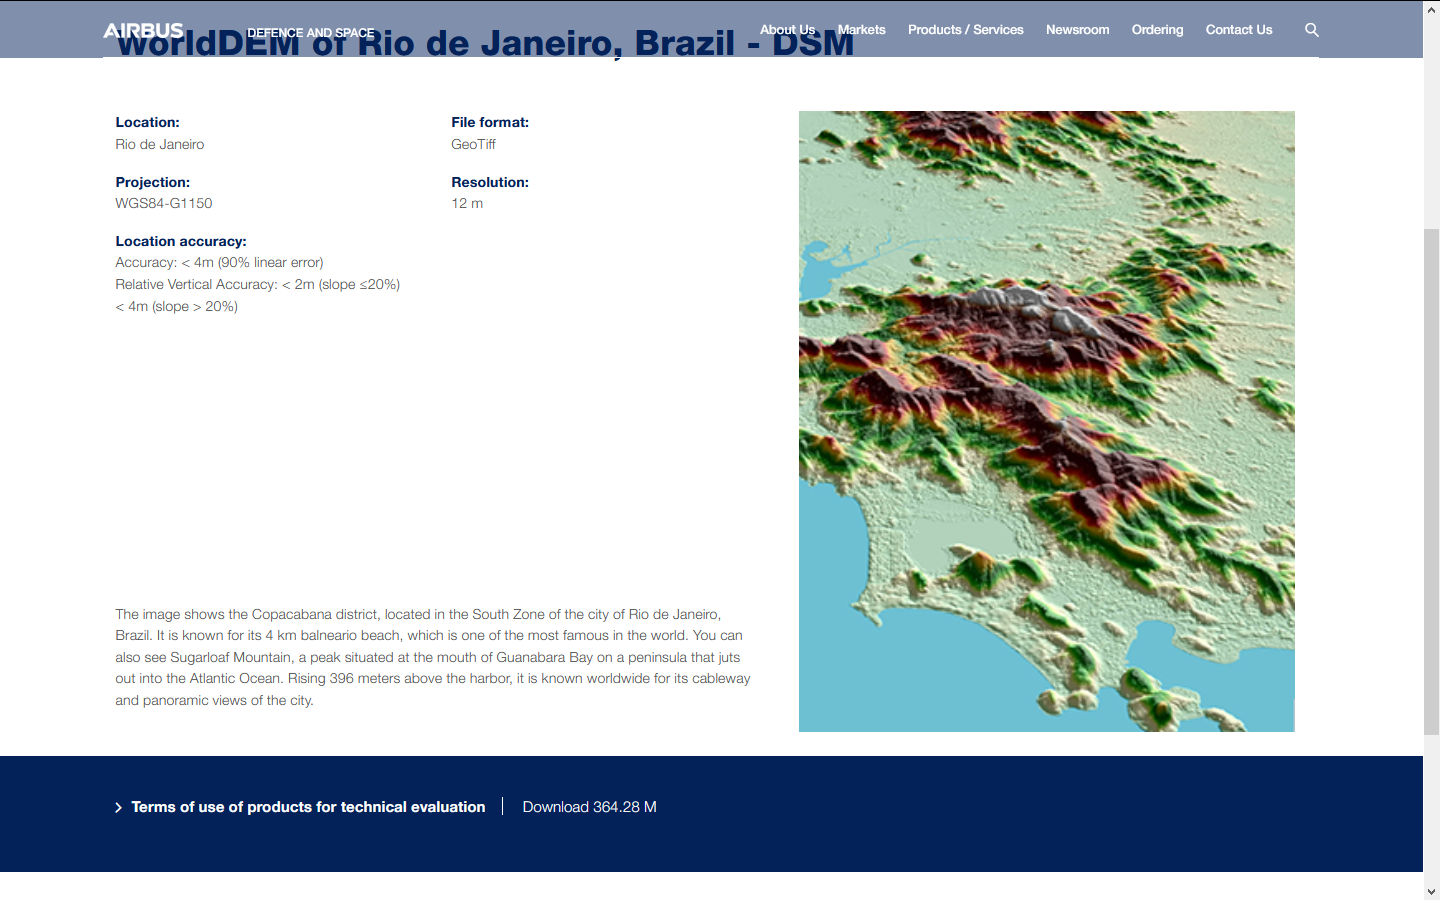 AIRBUS DEFENCE AND SPACE About Us Markets Products / Services Newsroom Ordering Contact Us
WorldDEM of Rio de Janeiro, Brazil - DSM
Location:
Rio de Janeiro
File format:
GeoTiff
Projection:
WGS84-G1150
Resolution:
12 m
Location accuracy:
Accuracy: < 4m (90% linear error)
Relative Vertical Accuracy: < 2m (slope ≤20%)
< 4m (slope > 20%)
The image shows the Copacabana district, located in the South Zone of the city of Rio de Janeiro,
Brazil. It is known for its 4 km balneario beach, which is one of the most famous in the world. You can
also see Sugarloaf Mountain, a peak situated at the mouth of Guanabara Bay on a peninsula that juts
out into the Atlantic Ocean. Rising 396 meters above the harbor, it is known worldwide for its cableway
and panoramic views of the city.
Terms of use of products for technical evaluation Download 364.28 M